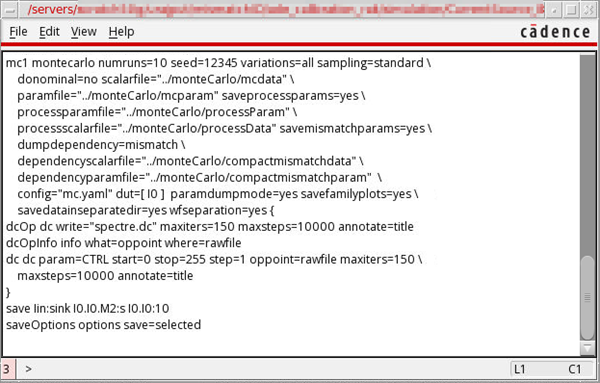 /servers/
File Edit View Help
cādence
mc1 montecarlo numruns=10 seed=12345 variations=all sampling=standard \
donominal=no scalarfile="../monteCarlo/mcdata" \
paramfile="../monteCarlo/mcparam" saveprocessparams=yes \
processparamfile="../monteCarlo/processParam" \
processscalarfile="../monteCarlo/processData" savemismatchparams=yes \
dumpdependency=mismatch \
dependencyscalarfile="../monteCarlo/compactmismatchdata" \
dependencyparamfile="../monteCarlo/compactmismatchparam" \
config="mc.yaml" dut=[ I0 ] paramdumpmode=yes savefamilyplots=yes \
savedatainseparatedir=yes wfseparation=yes {
dcOp dc write="spectre.dc" maxiters=150 maxsteps=10000 annotate=title
dcOpInfo info what=oppoint where=rawfile
dc dc param=CTRL start=0 stop=255 step=1 oppoint=rawfile maxiters=150 \
maxsteps=10000 annotate=title
}
save Iin:sink I0.I0.M2:s I0.I0:10
saveOptions options save=selected
3 > L1 C1